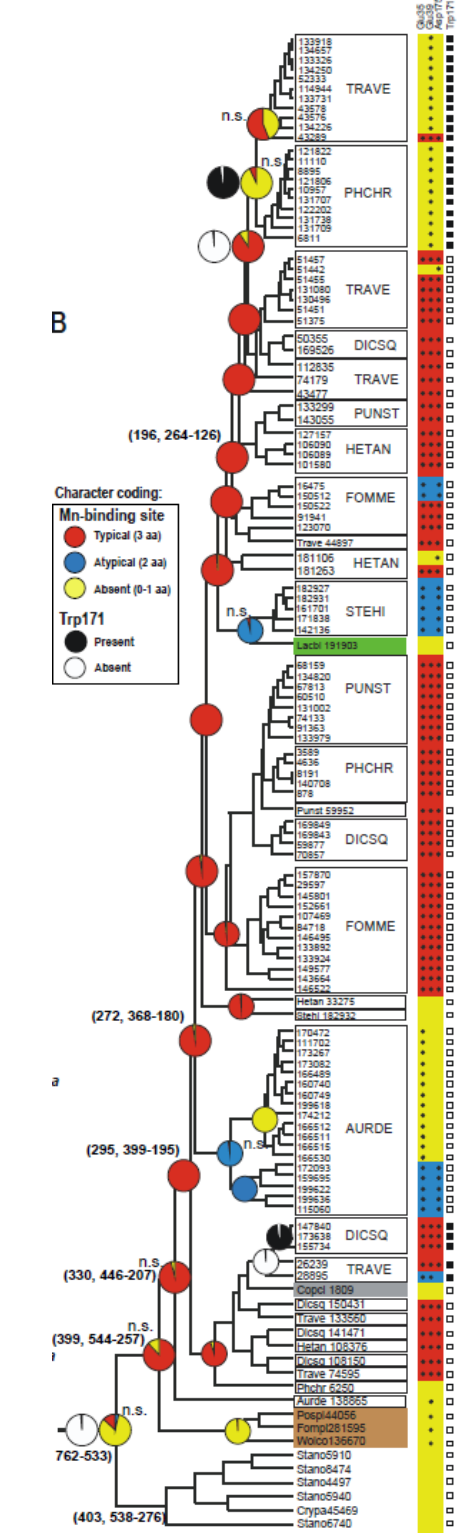 Glu35
Glu39
Asp175
Trp171
133918
134657
133326
134250
52333
114944
133731
43578
43576
134226
43289
TRAVE
n.s.
n.s.
121822
11110
8895
121806
10957
131707
122202
131738
131709
6811
PHCHR
51457
51442
51455
131080
130496
51451
51375
TRAVE
B
50355
169526
DICSQ
112835
74179
43477
TRAVE
133299
143055
PUNST
(196, 264-126)
127157
106090
106089
101580
HETAN
16475
150512
150522
91941
123070
FOMME
Trave 44897
181106
181263
HETAN
Character coding:
Mn-binding site
Typical (3 aa)
Atypical (2 aa)
Absent (0-1 aa)
Trp171
Present
Absent
n.s.
182927
182931
161701
171838
142136
STEHI
Lacbi 191903
68159
134820
67813
60510
131002
74133
91363
133979
PUNST
3589
4636
8191
140708
878
PHCHR
Punst 59952
169849
169843
59877
70857
DICSQ
157870
29597
145801
152661
107469
84718
146495
133892
133924
149577
143664
146522
FOMME
Hetan 33275
Stehi 182932
(272, 368-180)
a
170472
111702
173267
173082
166489
160740
160749
199618
174212
166512
166511
166515
166530
172093
159695
199622
199636
115060
AURDE
n.s.
(295, 399-195)
147840
173638
155734
DICSQ
26239
28895
TRAVE
n.s.
(330, 446-207)
Copci 1809
Dicsq 150431
Trave 133560
n.s.
(399, 544-257)
Dicsq 141471
Hetan 108376
Dicsq 108150
Trave 74595
Phchr 6250
Aurde 138865
Pospl44056
Fompi281595
Wolco136670
n.s.
762-533)
Stano5910
Stano8474
Stano4497
Stano5940
Crypa45469
Stano6740
(403, 538-276)